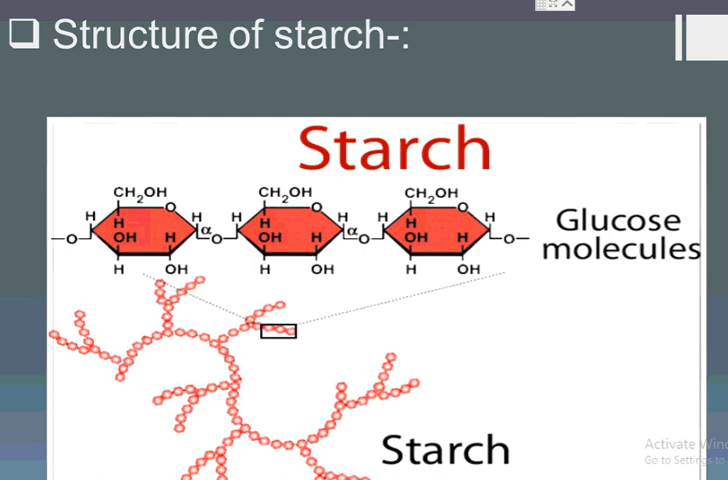 Structure of starch-:
Starch
CH2OH CH2OH CH2OH
O O O
H H H H H H
H H H
OH H OH H OH H
O α O α O O
H OH H OH H OH
Glucose
molecules
Starch
Activate Win
Go to Settings to